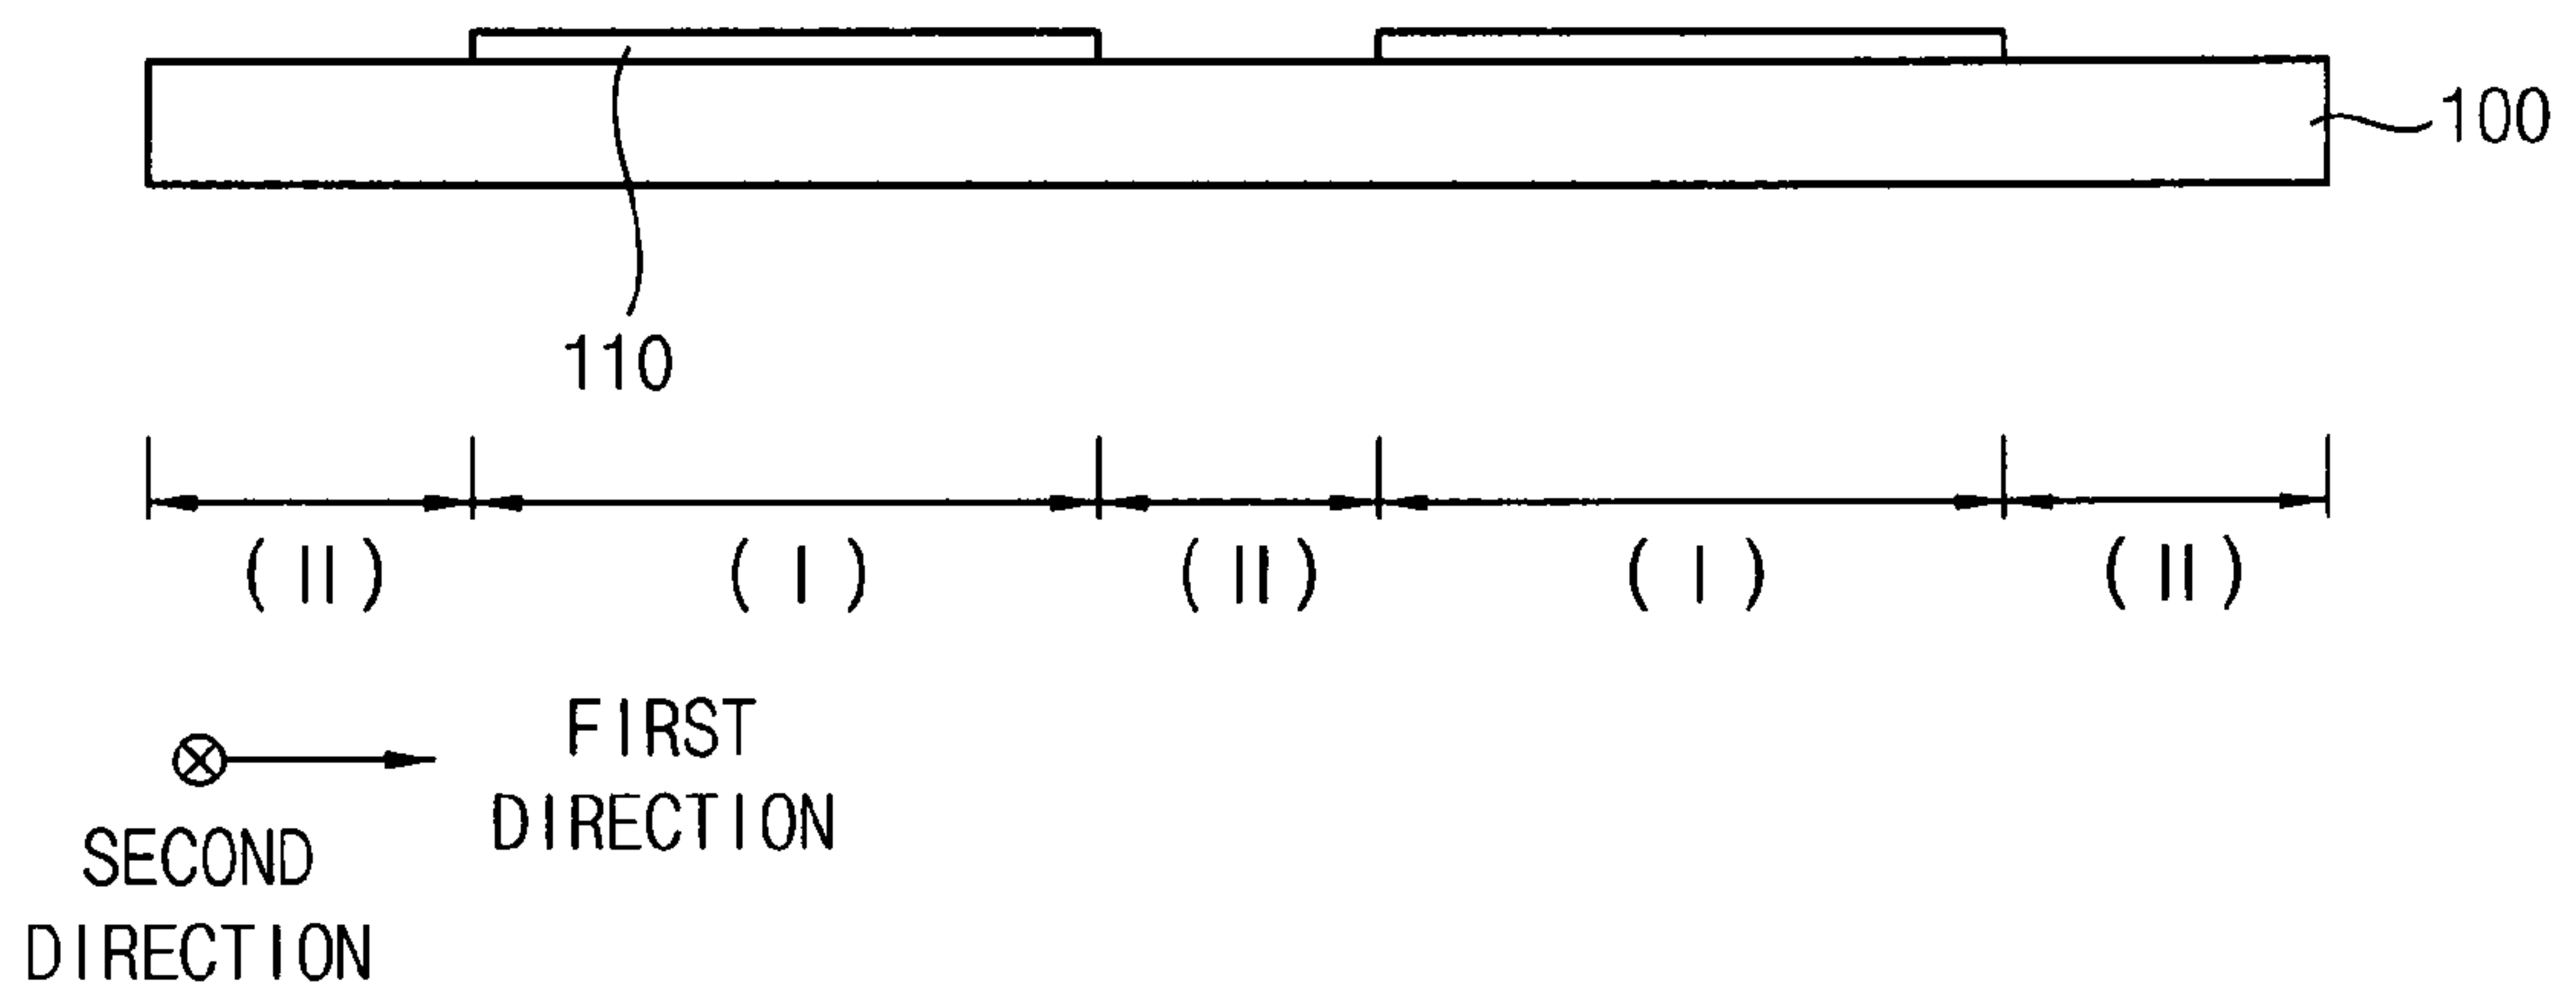 100
110
(II) (I) (II) (I) (II)
FIRST
DIRECTION
SECOND
DIRECTION